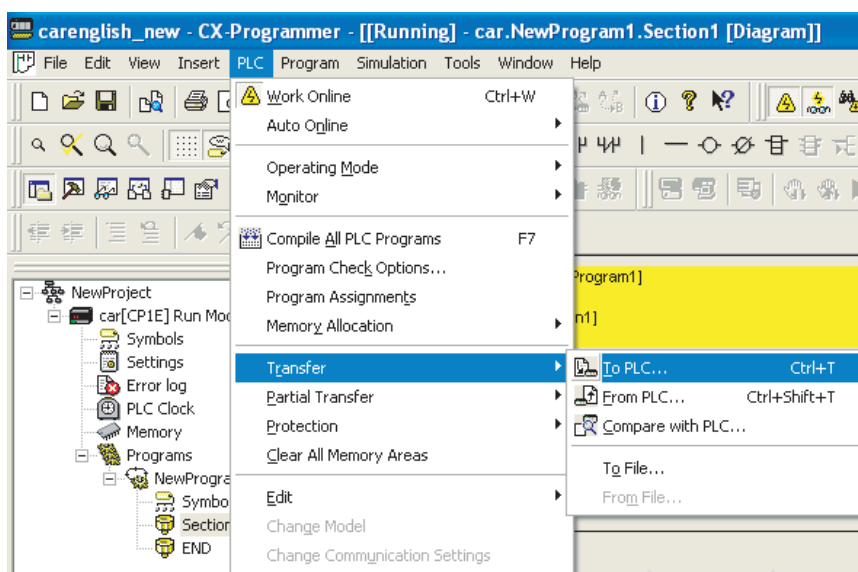 carenglish_new - CX-Programmer - [[Running] - car.NewProgram1.Section1 [Diagram]]
File Edit View Insert PLC Program Simulation Tools Window Help
Work Online Ctrl+W
Auto Online
Operating Mode
Monitor
Compile All PLC Programs F7
Program Check Options...
Program Assignments
Memory Allocation
Transfer
Partial Transfer
Protection
Clear All Memory Areas
Edit
Change Model
Change Communication Settings
To PLC... Ctrl+T
From PLC... Ctrl+Shift+T
Compare with PLC...
To File...
From File...
Program1]
n1]
NewProject
car[CP1E] Run Mod
Symbols
Settings
Error log
PLC Clock
Memory
Programs
NewProgra
Symbo
Section
END